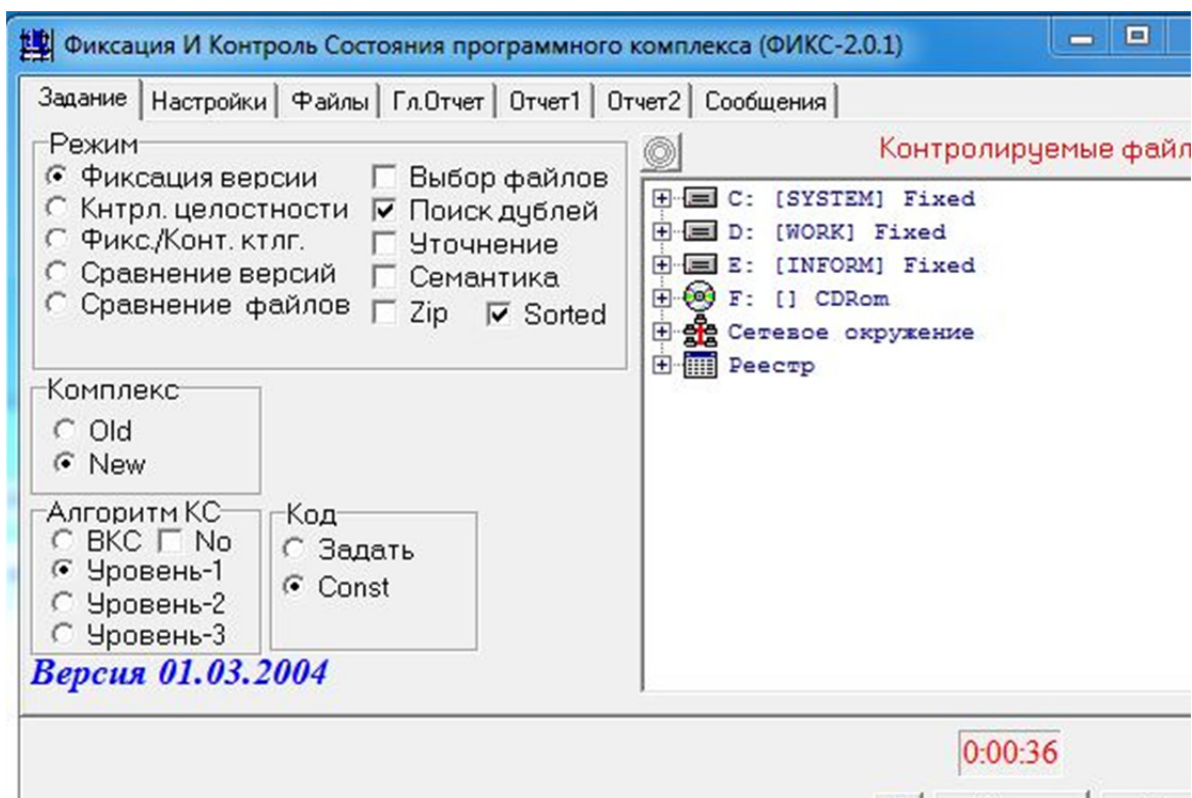 Фиксация И Контроль Состояния программного комплекса (ФИКС-2.0.1)
Задание Настройки Файлы Гл.Отчет Отчет1 Отчет2 Сообщения
Режим
Фиксация версии
Кнтрл. целостности
Фикс./Конт. ктлг.
Сравнение версий
Сравнение файлов
Выбор файлов
Поиск дублей
Уточнение
Семантика
Zip Sorted
Комплекс
Old
New
Алгоритм КС
ВКС No
Уровень-1
Уровень-2
Уровень-3
Код
Задать
Const
Версия 01.03.2004
Контролируемые файл
C: [SYSTEM] Fixed
D: [WORK] Fixed
E: [INFORM] Fixed
F: [] CDRom
Сетевое окружение
Реестр
0:00:36